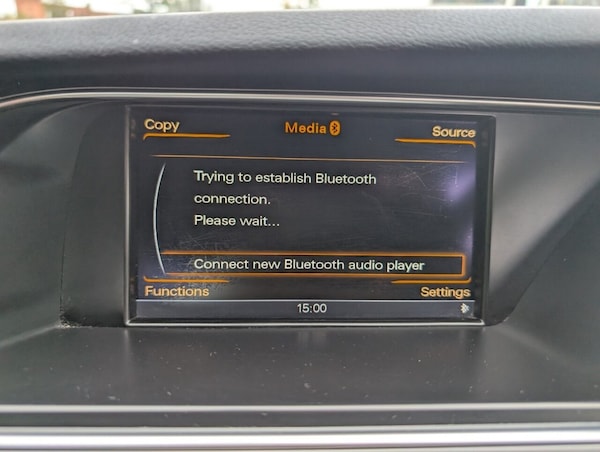 Copy
Media
Source
Trying to establish Bluetooth
connection.
Please wait...
Connect new Bluetooth audio player
Functions
Settings
15:00